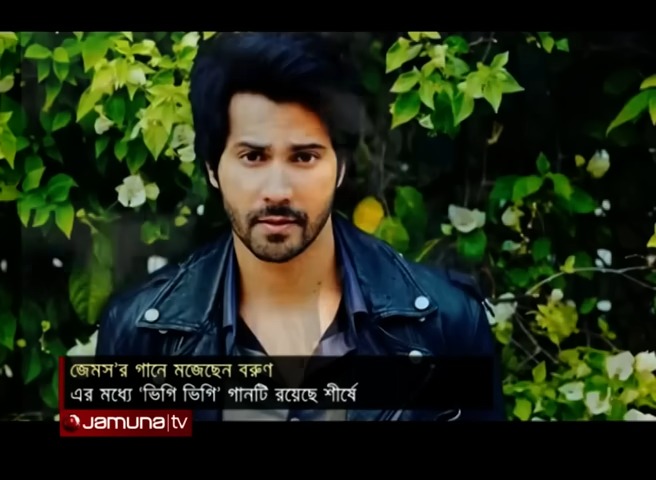 জেমস'র গানে মজেছেন বরুণ
এর মধ্যে 'ভিগি ভিগি' গানটি রয়েছে শীর্ষে
Jamuna|tv